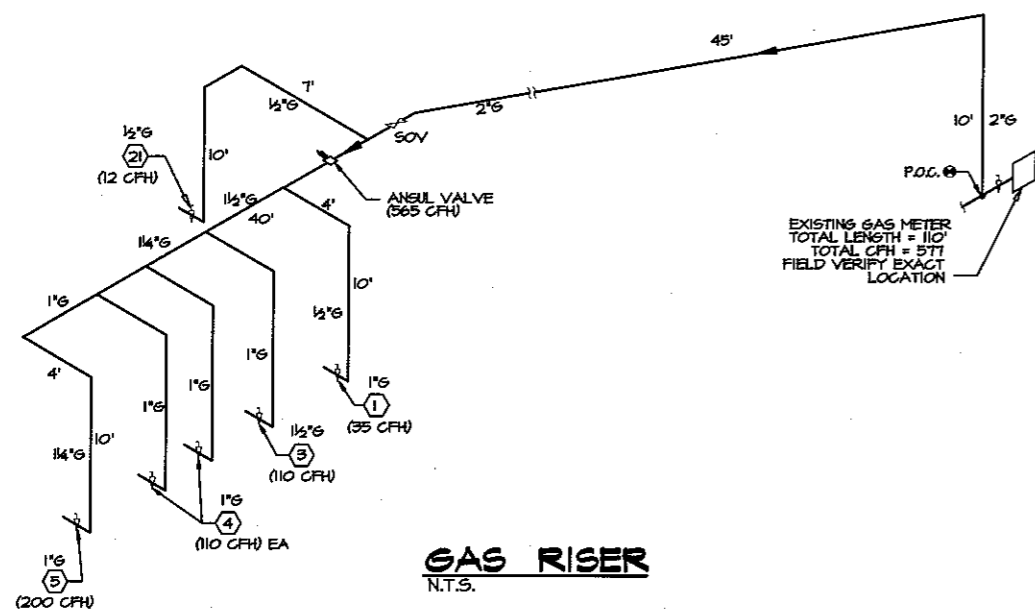 45'
7'
½"G
2"G
½"G
21
(12 CFH)
10'
SOV
10'
2"G
P.O.C.
ANSUL VALVE
(565 CFH)
1½"G
40'
4'
EXISTING GAS METER
TOTAL LENGTH = 110'
TOTAL CFH = 577
FIELD VERIFY EXACT
LOCATION
1¼"G
1"G
10'
½"G
4'
1"G
1"G
1"G
1"G
1
(35 CFH)
10'
1¼"G
1½"G
3
(110 CFH)
1"G
4
(110 CFH) EA
1"G
5
(200 CFH)
GAS RISER
N.T.S.